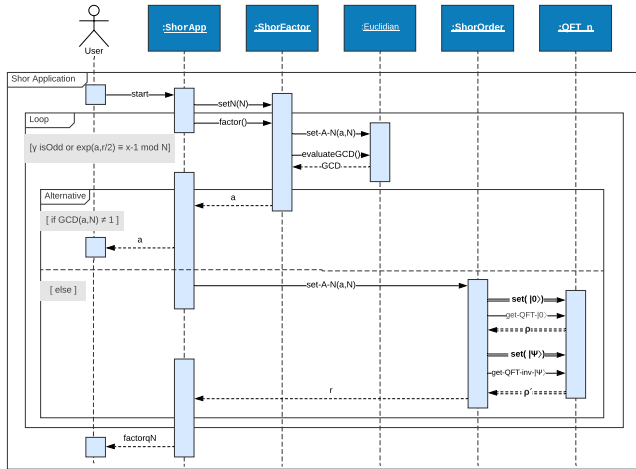 User
:ShorApp
:ShorFactor
:Euclidian
:ShorOrder
:QFT_n
Shor Application
start
setN(N)
Loop
factor()
set-A-N(a,N)
[γ isOdd or exp(a,r/2) ≡ x-1 mod N]
evaluateGCD()
GCD
Alternative
a
[ if GCD(a,N) ≠ 1 ]
a
[ else ]
set-A-N(a,N)
set( |0⟩)
get-QFT-|0⟩
ρ
set( |Ψ⟩)
get-QFT-inv-|Ψ⟩
r
ρ´
factorqN